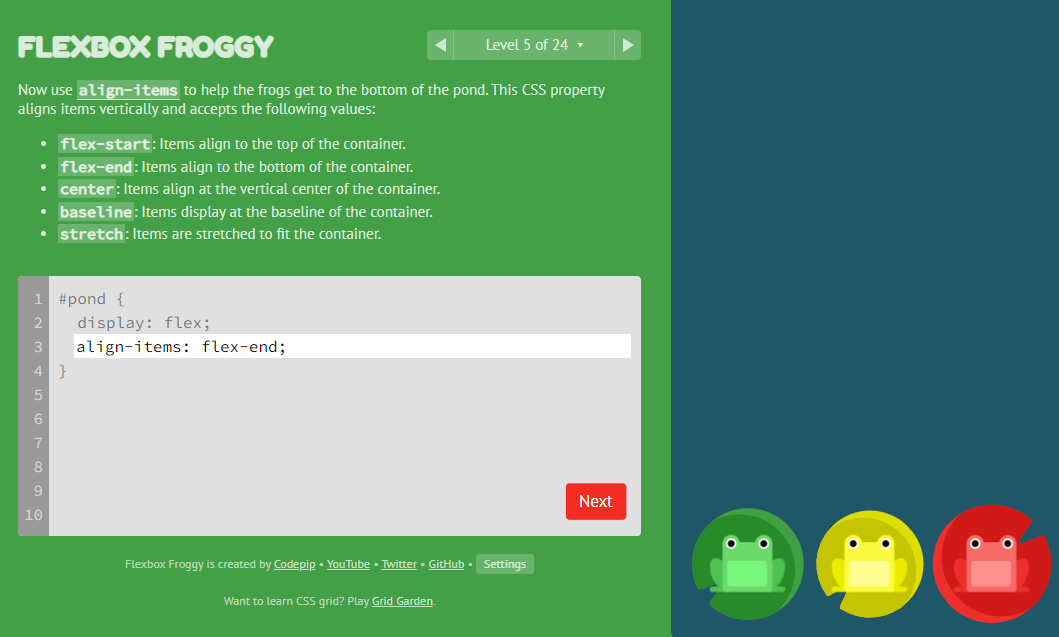 FLEXBOX FROGGY
◀ Level 5 of 24 ▾ ▶
Now use align-items to help the frogs get to the bottom of the pond. This CSS property
aligns items vertically and accepts the following values:
• flex-start: Items align to the top of the container.
• flex-end: Items align to the bottom of the container.
• center: Items align at the vertical center of the container.
• baseline: Items display at the baseline of the container.
• stretch: Items are stretched to fit the container.
1 #pond {
2 display: flex;
3 align-items: flex-end;
4 }
5
6
7
8
9
10
Next
Flexbox Froggy is created by Codepip • YouTube • Twitter • GitHub • Settings
Want to learn CSS grid? Play Grid Garden.